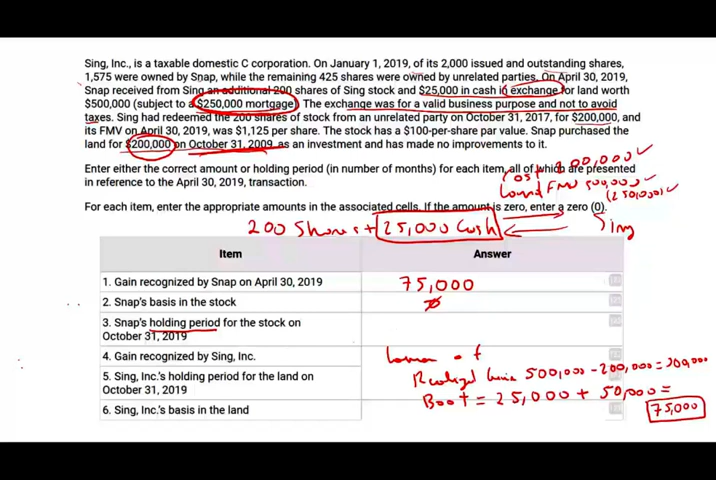 Sing, Inc., is a taxable domestic C corporation. On January 1, 2019, of its 2,000 issued and outstanding shares,
1,575 were owned by Snap, while the remaining 425 shares were owned by unrelated parties. On April 30, 2019,
Snap received from Sing an additional 200 shares of Sing stock and $25,000 in cash in exchange for land worth
$500,000 (subject to a $250,000 mortgage). The exchange was for a valid business purpose and not to avoid
taxes. Sing had redeemed the 200 shares of stock from an unrelated party on October 31, 2017, for $200,000, and
its FMV on April 30, 2019, was $1,125 per share. The stock has a $100-per-share par value. Snap purchased the
land for $200,000 on October 31, 2009, as an investment and has made no improvements to it.
Enter either the correct amount or holding period (in number of months) for each item, all of which are presented
in reference to the April 30, 2019, transaction.
Cost 200,000
Land FMV 500,000
(250,000)
For each item, enter the appropriate amounts in the associated cells. If the amount is zero, enter a zero (0).
200 Shares + 25,000 Cash
Sing
Item Answer
1. Gain recognized by Snap on April 30, 2019 75,000
2. Snap's basis in the stock
3. Snap's holding period for the stock on
October 31, 2019
4. Gain recognized by Sing, Inc. Lesser of
5. Sing, Inc.'s holding period for the land on
October 31, 2019
Realized Gain 500,000 - 200,000 = 300,000
Boot = 25,000 + 50,000 =
75,000
6. Sing, Inc.'s basis in the land